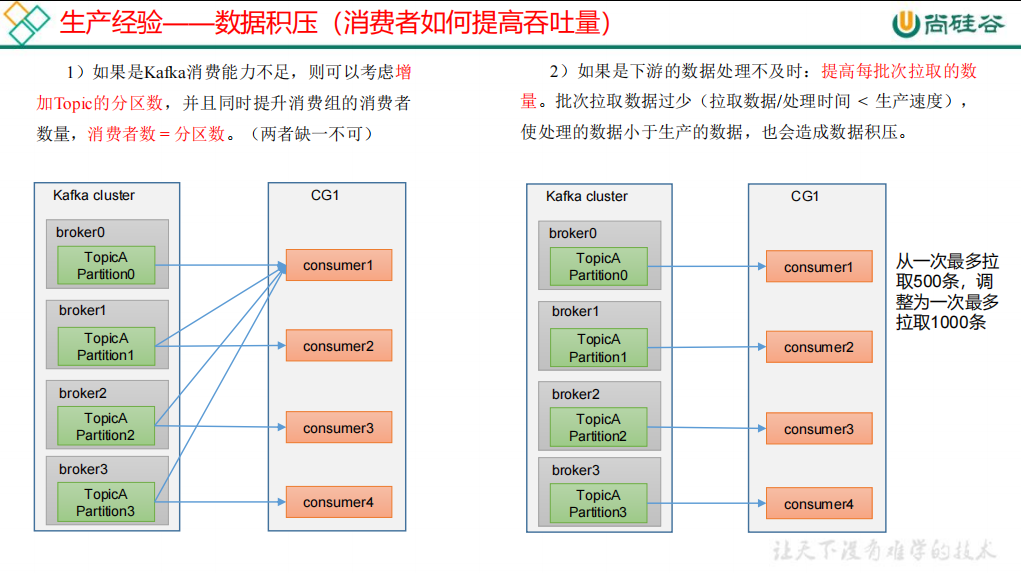 生产经验——数据积压（消费者如何提高吞吐量）
尚硅谷
1）如果是Kafka消费能力不足，则可以考虑增
加Topic的分区数，并且同时提升消费组的消费者
数量，消费者数 = 分区数。（两者缺一不可）
Kafka cluster
CG1
broker0
TopicA
Partition0
consumer1
broker1
TopicA
Partition1
consumer2
broker2
TopicA
Partition2
consumer3
broker3
TopicA
Partition3
consumer4
2）如果是下游的数据处理不及时：提高每批次拉取的数
量。批次拉取数据过少（拉取数据/处理时间 < 生产速度），
使处理的数据小于生产的数据，也会造成数据积压。
Kafka cluster
CG1
broker0
TopicA
Partition0
consumer1
broker1
TopicA
Partition1
consumer2
broker2
TopicA
Partition2
consumer3
broker3
TopicA
Partition3
consumer4
从一次最多拉
取500条，调
整为一次最多
拉取1000条
让天下没有难学的技术